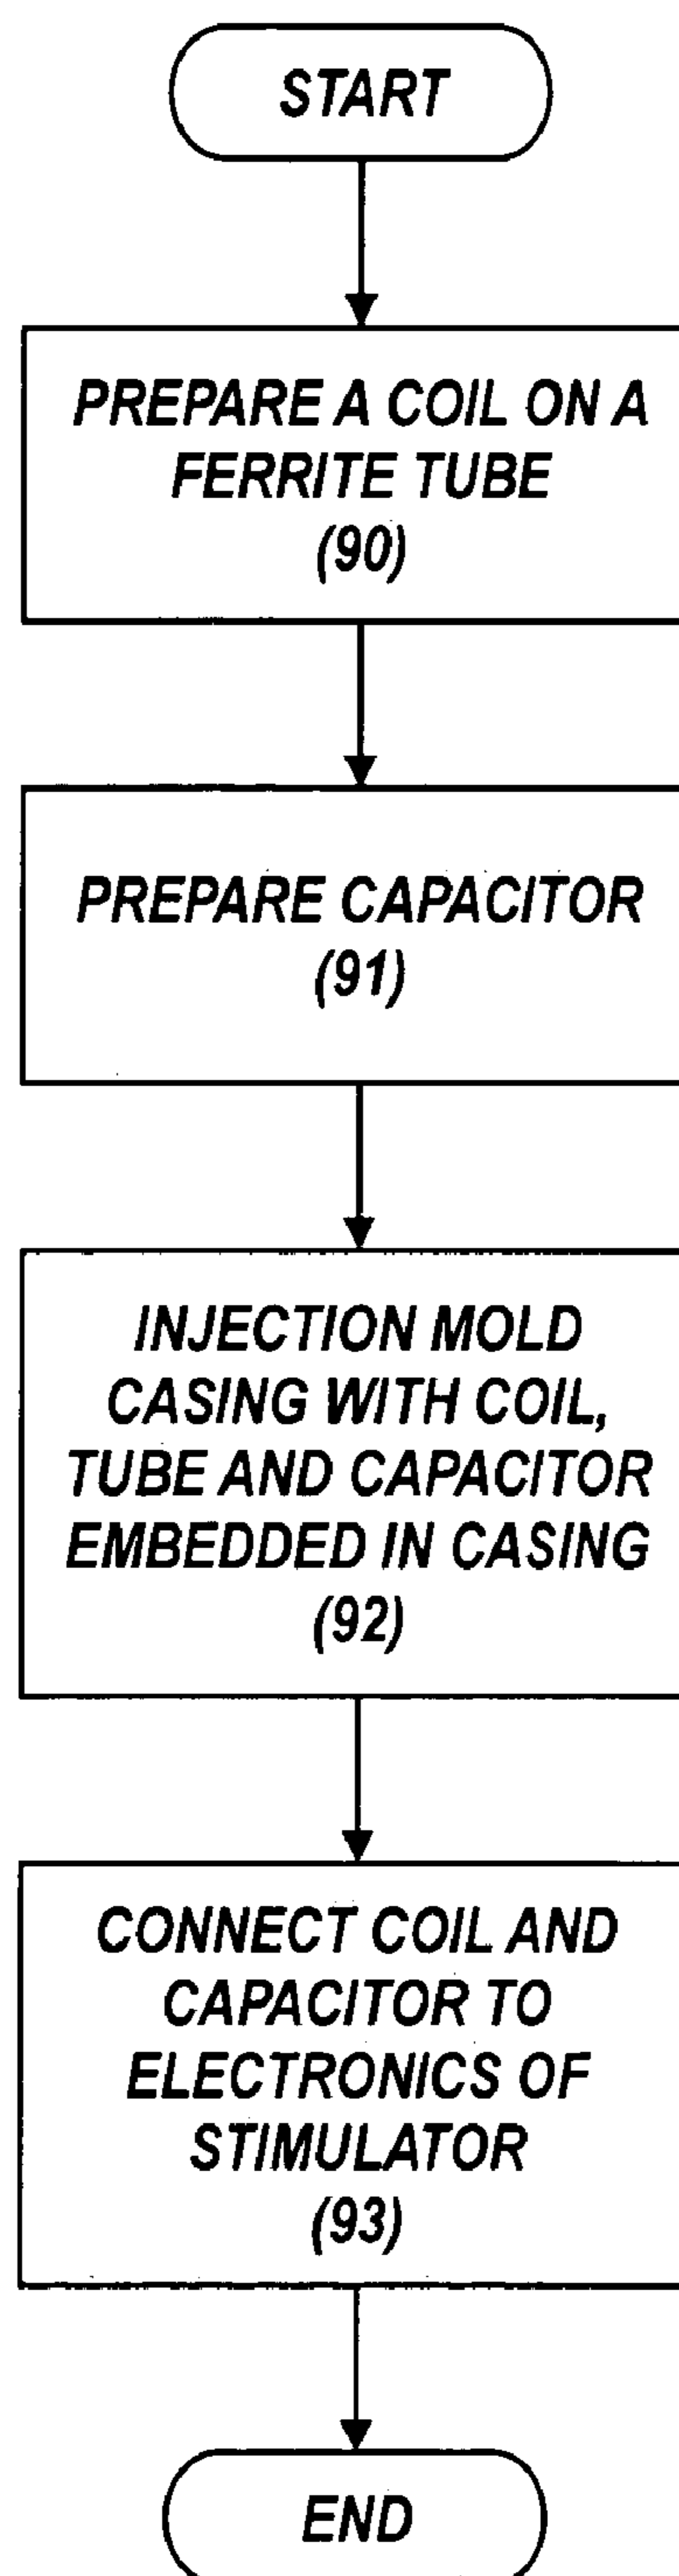 START
PREPARE A COIL ON A
FERRITE TUBE
(90)
PREPARE CAPACITOR
(91)
INJECTION MOLD
CASING WITH COIL,
TUBE AND CAPACITOR
EMBEDDED IN CASING
(92)
CONNECT COIL AND
CAPACITOR TO
ELECTRONICS OF
STIMULATOR
(93)
END